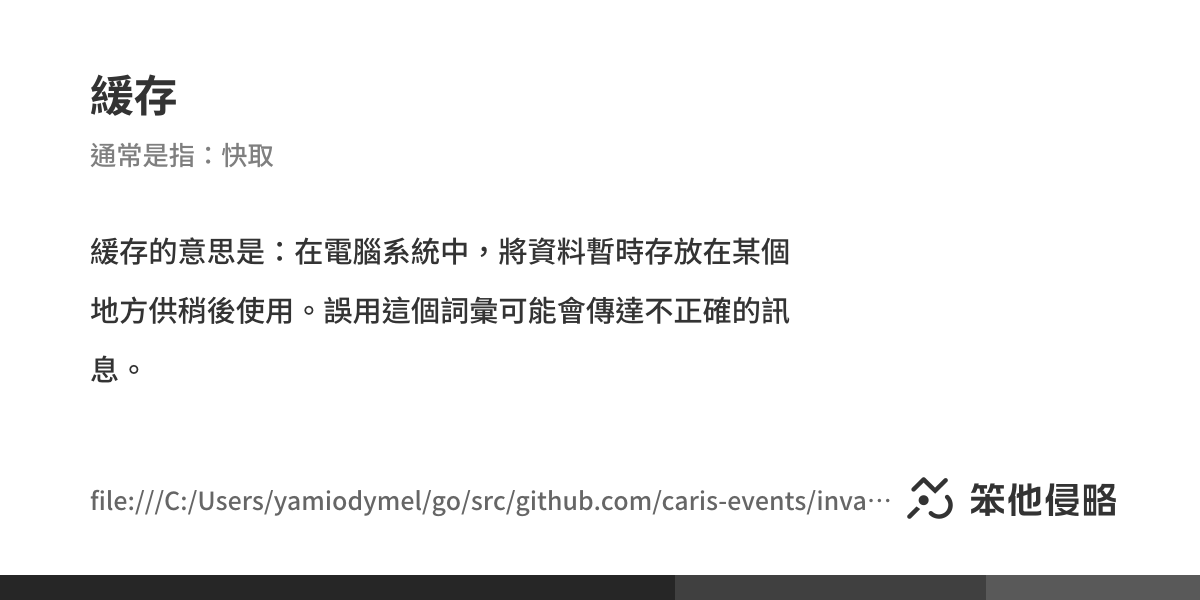 緩存
通常是指：快取
緩存的意思是：在電腦系統中，將資料暫時存放在某個
地方供稍後使用。誤用這個詞彙可能會傳達不正確的訊
息。
file:///C:/Users/yamiodymel/go/src/github.com/caris-events/inva⋯
笨他侵略